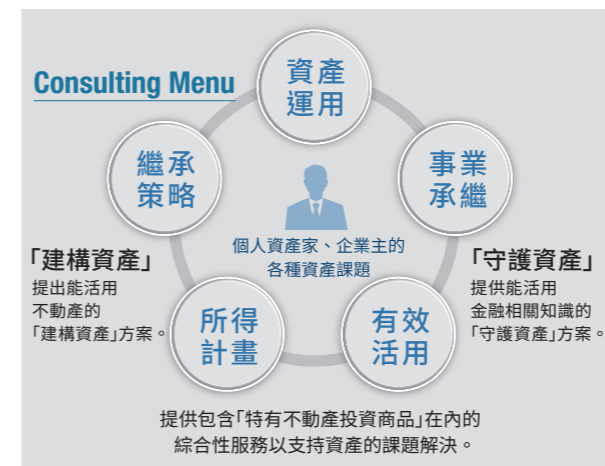 Consulting Menu
資產
運用
繼承
策略
事業
承繼
個人資產家、企業主的
各種資產課題
「建構資產」
提出能活用
不動產的
「建構資產」方案。
「守護資產」
提供能活用
金融相關知識的
「守護資產」方案。
所得
計畫
有效
活用
提供包含「特有不動產投資商品」在內的
綜合性服務以支持資產的課題解決。